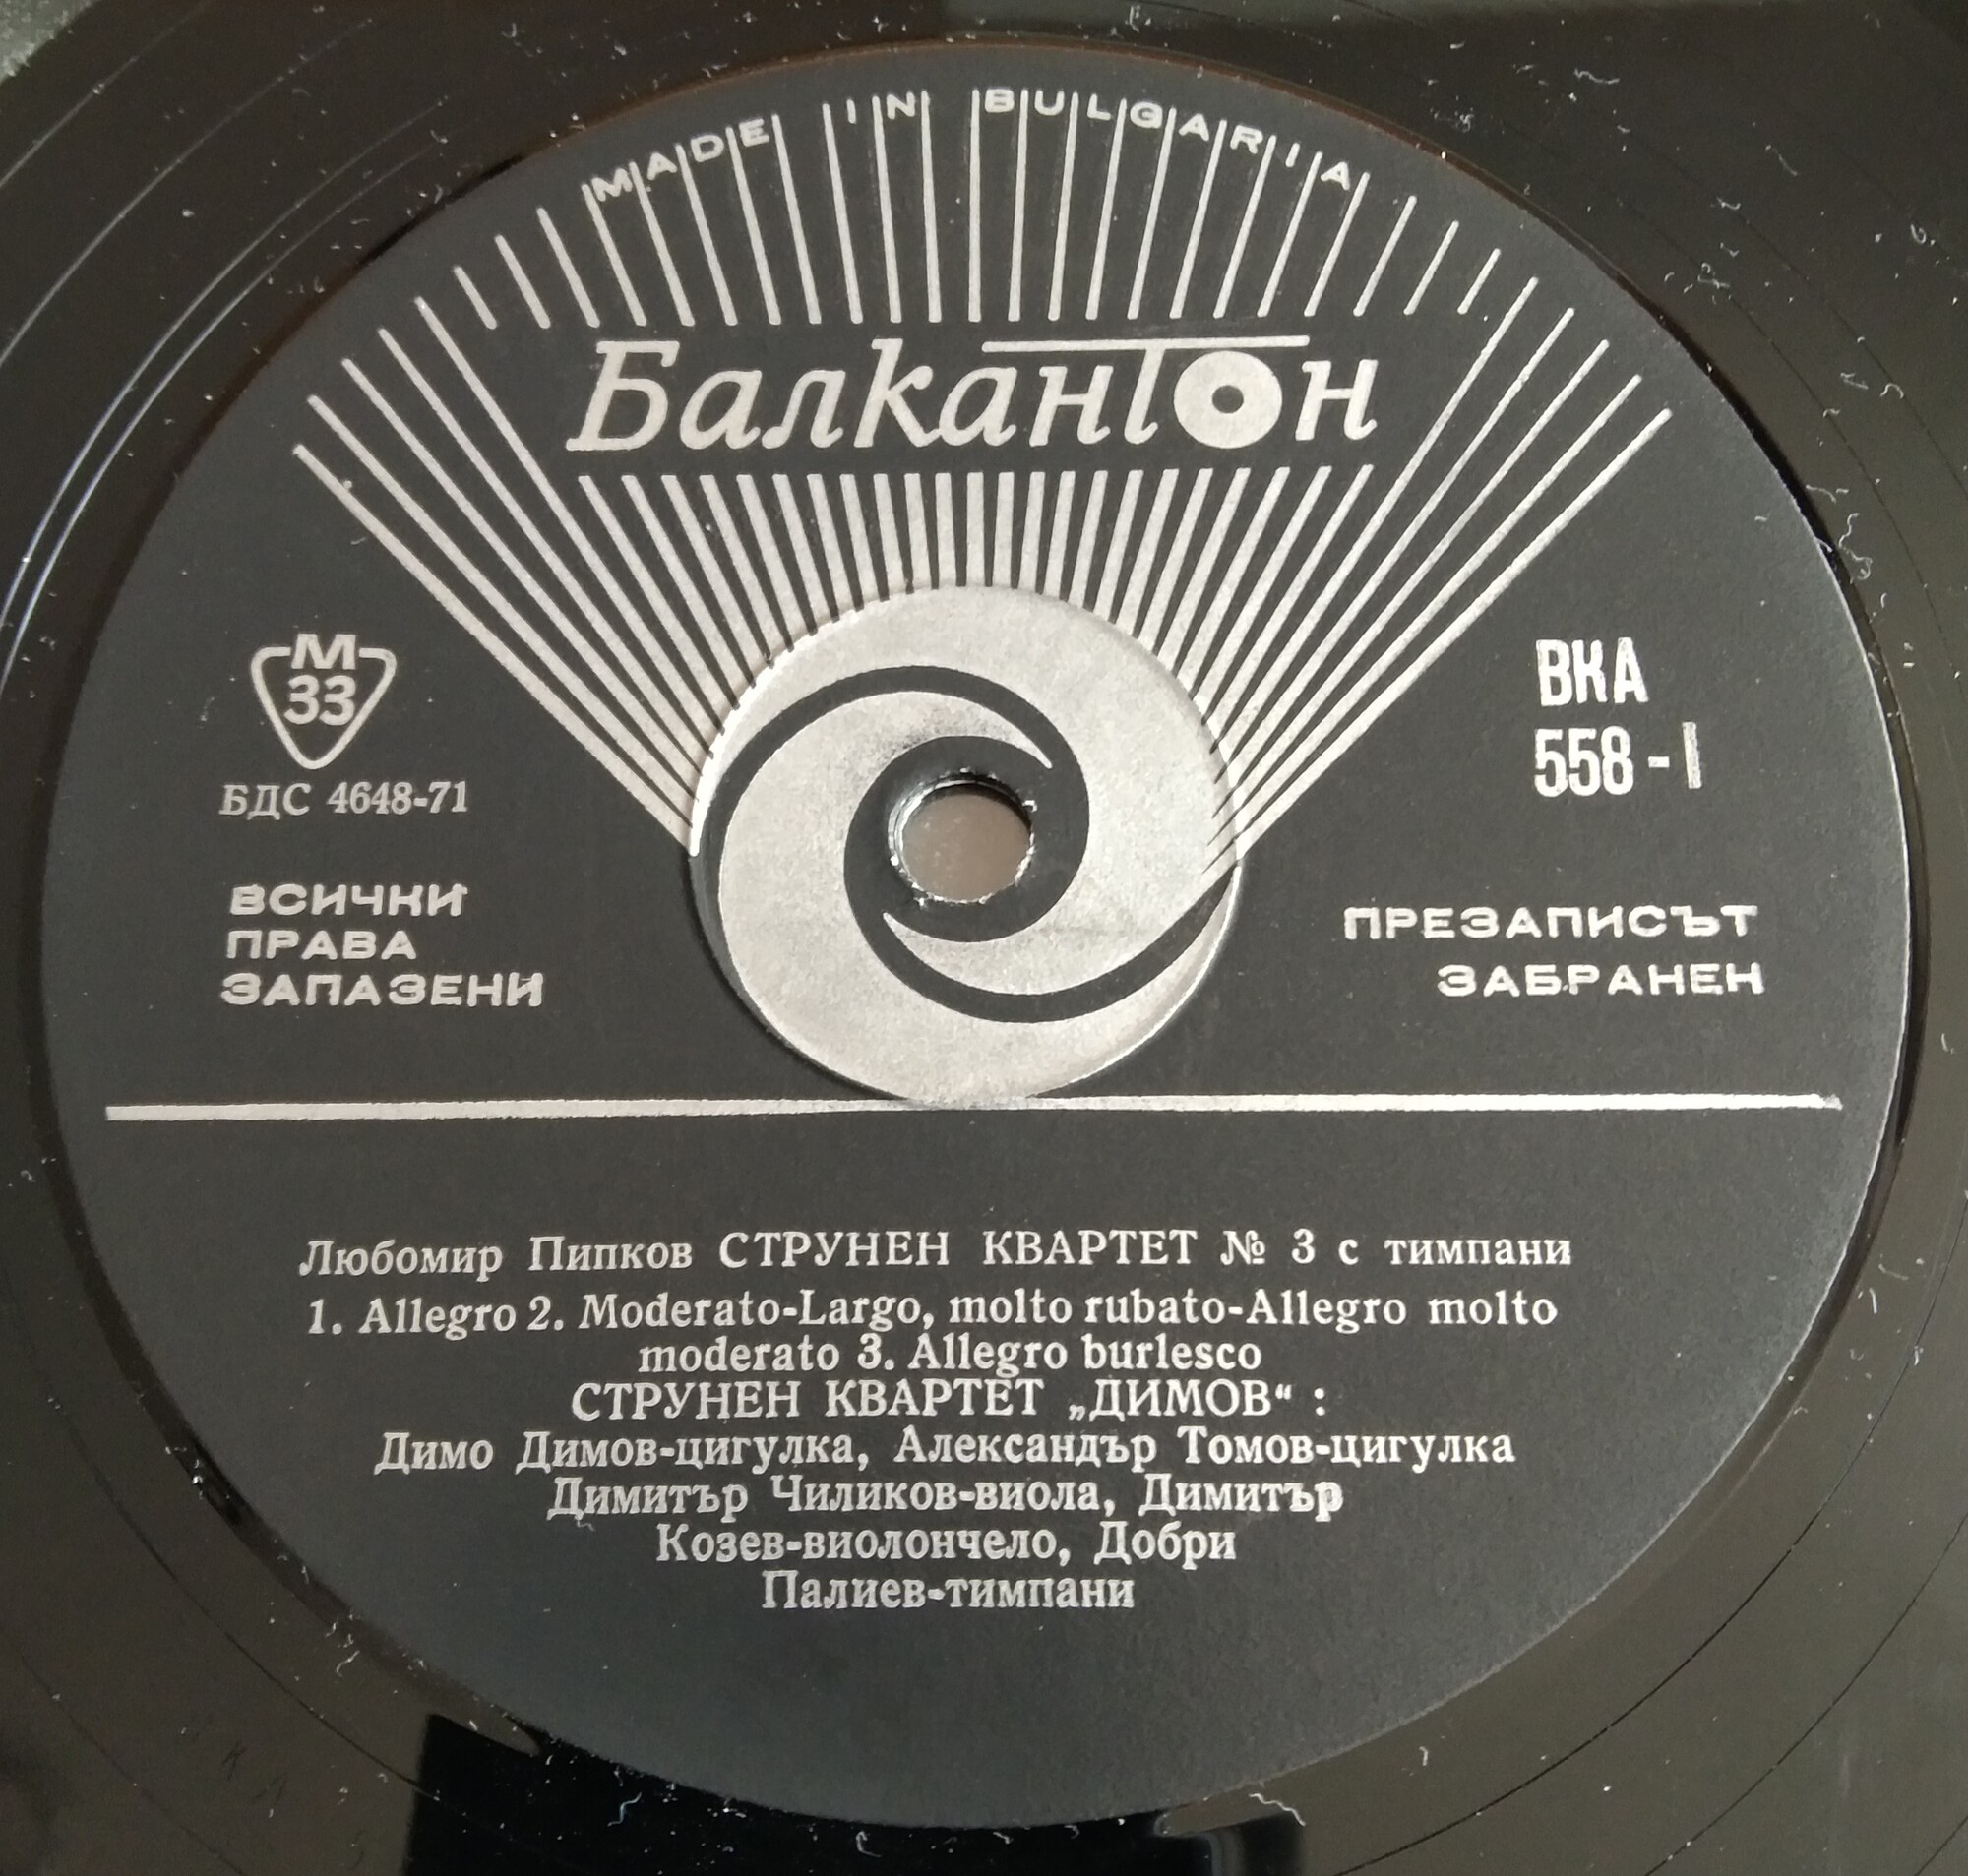 MADE IN BULGARIA
Балкантон
М
33
БДС 4648-71
ВКА
558-I
ВСИЧКИ
ПРАВА
ЗАПАЗЕНИ
ПРЕЗАПИСЪТ
ЗАБРАНЕН
Любомир Пипков СТРУНЕН КВАРТЕТ № 3 с тимпани
1. Allegro 2. Moderato-Largo, molto rubato-Allegro molto
moderato 3. Allegro burlesco
СТРУНЕН КВАРТЕТ „ДИМОВ“ :
Димо Димов-цигулка, Александър Томов-цигулка
Димитър Чиликов-виола, Димитър
Козев-виолончело, Добри
Палиев-тимпани